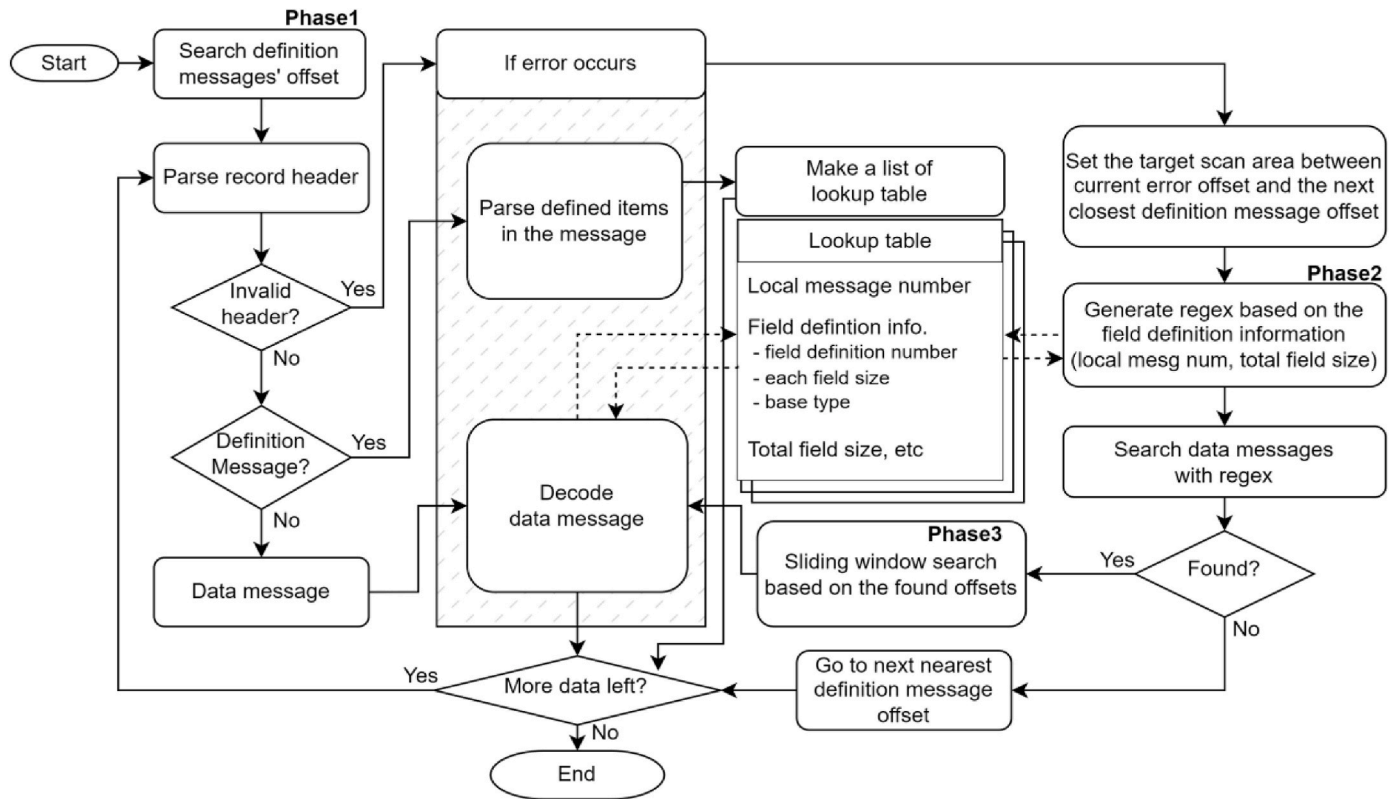 Phase1
Start
Search definition
messages' offset
If error occurs
Parse record header
Parse defined items
in the message
Make a list of
lookup table
Set the target scan area between
current error offset and the next
closest definition message offset
Lookup table
Local message number
Field defintion info.
- field definition number
- each field size
- base type
Total field size, etc
Invalid
header?
Yes
No
Phase2
Generate regex based on the
field definition information
(local mesg num, total field size)
Definition
Message?
Yes
No
Search data messages
with regex
Decode
data message
Data message
Phase3
Sliding window search
based on the found offsets
Yes
Found?
No
Yes
More data left?
No
Go to next nearest
definition message
offset
End